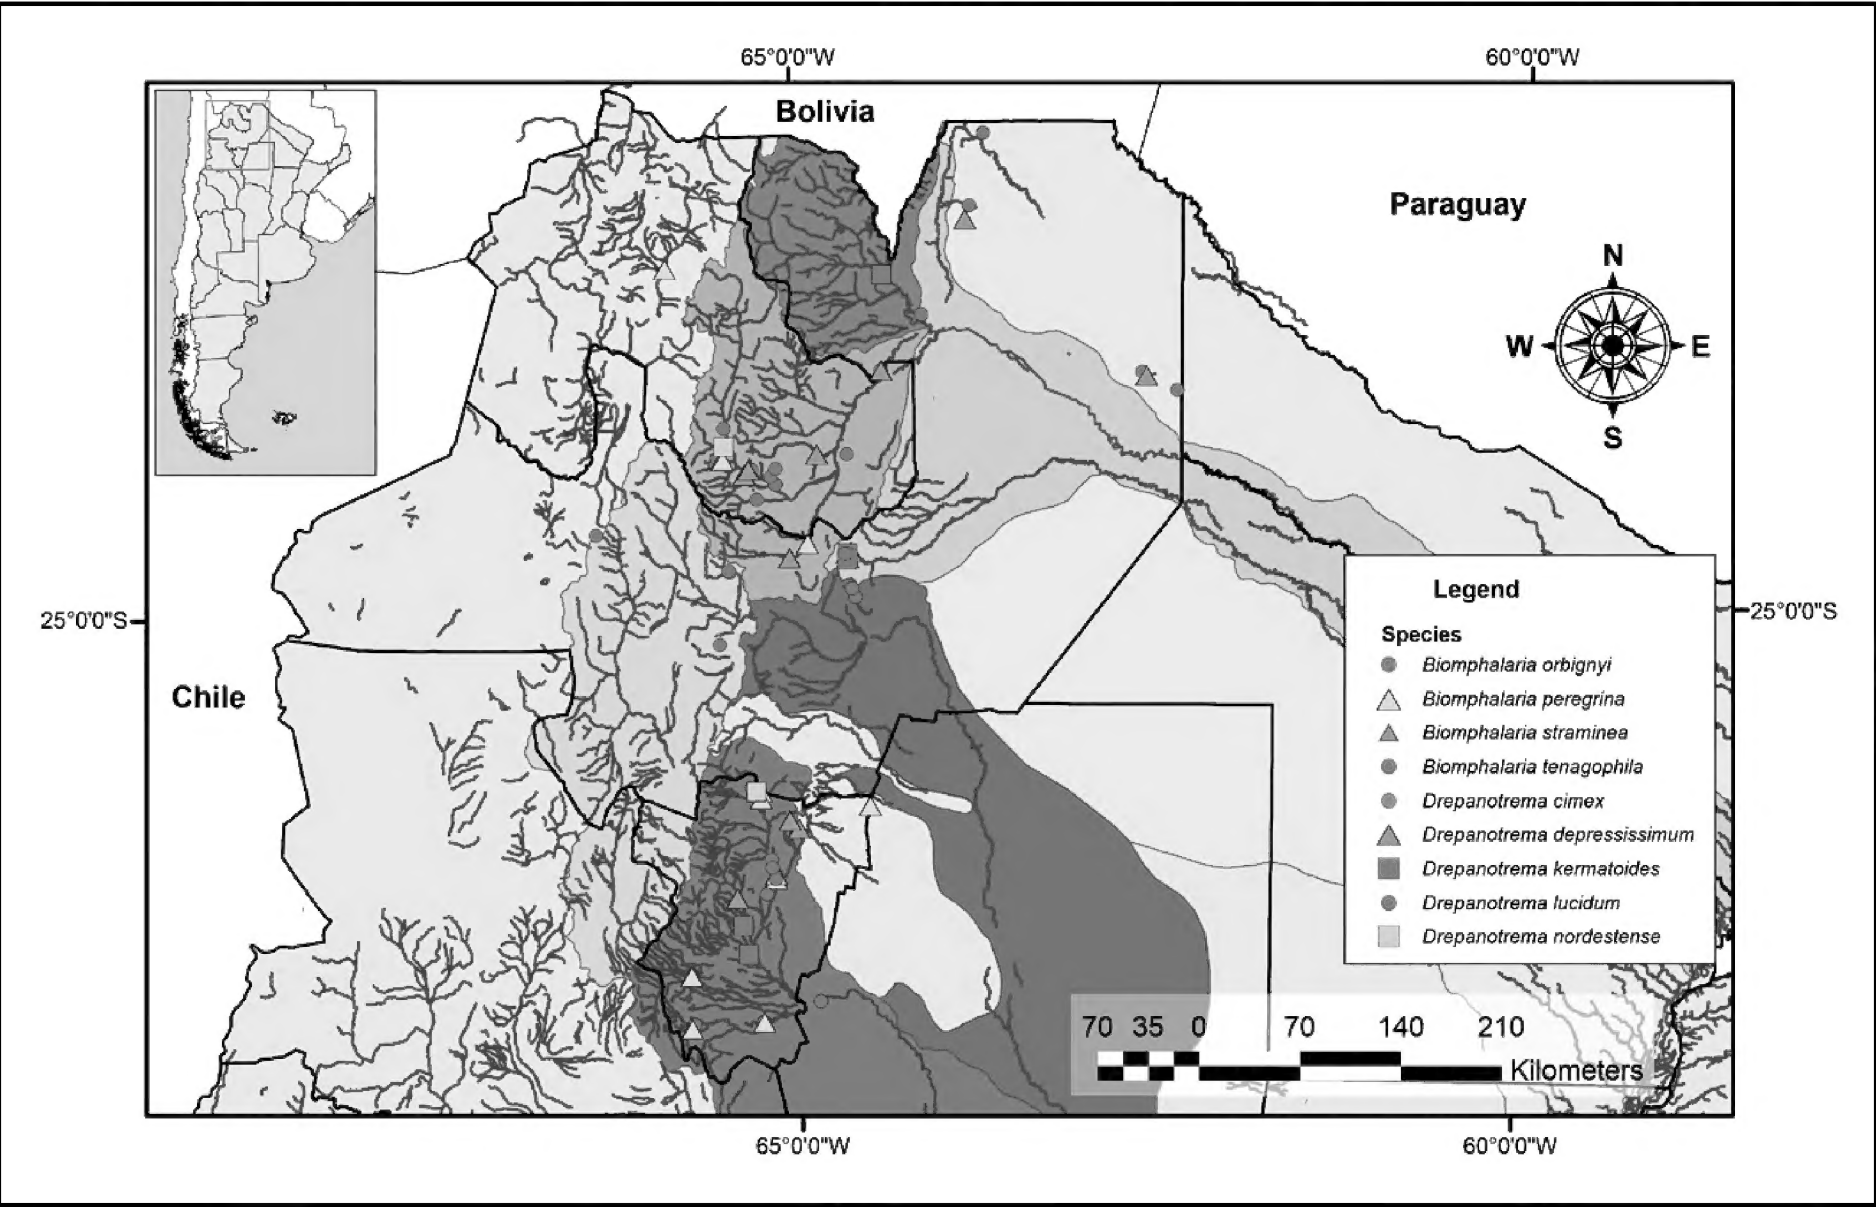 65°0'0"W 60°0'0"W
Bolivia
Paraguay
N
W E
S
25°0'0"S 25°0'0"S
Chile
Legend
Species
Biomphalaria orbignyi
Biomphalaria peregrina
Biomphalaria straminea
Biomphalaria tenagophila
Drepanotrema cimex
Drepanotrema depressissimum
Drepanotrema kermatoides
Drepanotrema lucidum
Drepanotrema nordestense
70 35 0 70 140 210
Kilometers
65°0'0"W 60°0'0"W